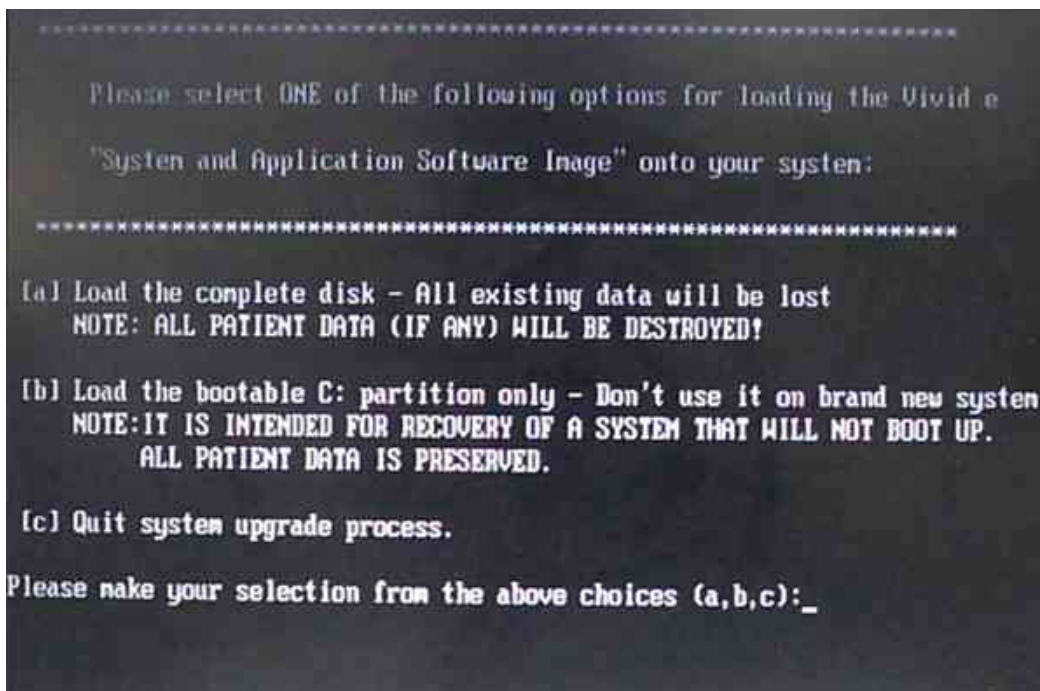 *******************************************************************
Please select ONE of the following options for loading the Vivid e
"System and Application Software Image" onto your system:
*******************************************************************
[a] Load the complete disk - All existing data will be lost
NOTE: ALL PATIENT DATA (IF ANY) WILL BE DESTROYED!
[b] Load the bootable C: partition only - Don't use it on brand new system
NOTE:IT IS INTENDED FOR RECOVERY OF A SYSTEM THAT WILL NOT BOOT UP.
ALL PATIENT DATA IS PRESERVED.
[c] Quit system upgrade process.
Please make your selection from the above choices (a,b,c):_